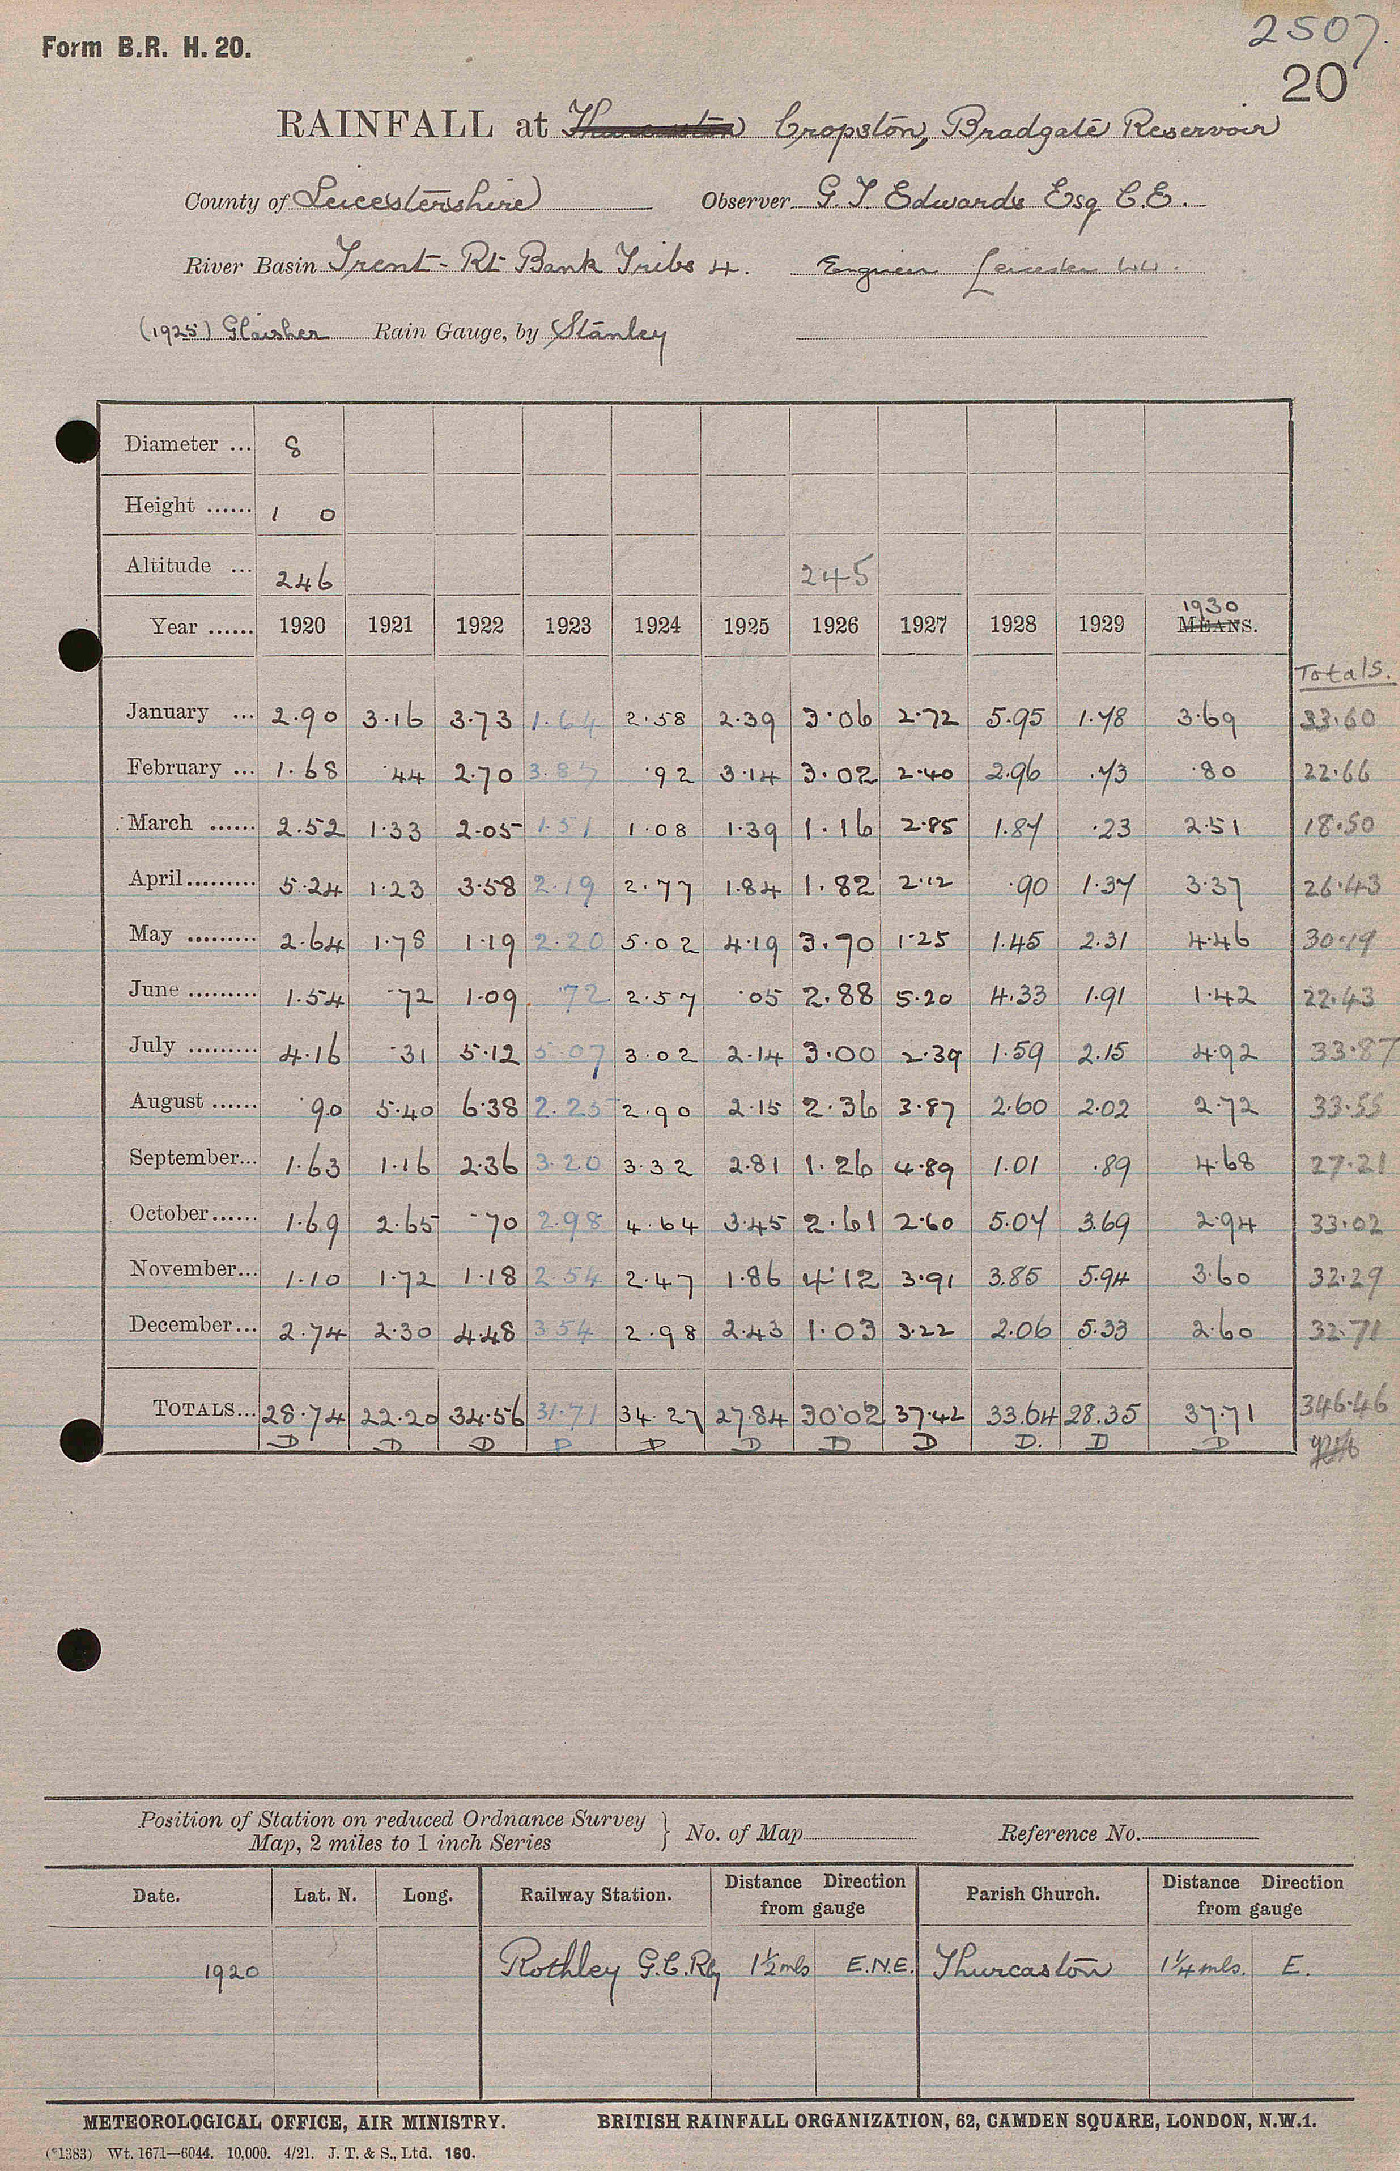 Form B.R. H. 20.
2507.
20
RAINFALL at Thurcaston Cropston, Bradgate Reservoir
County of Leicestershire Observer G. T. Edwards Esq C.E.
River Basin Trent - Rt Bank Tribs 4. Engineer Leicester WW.
(1925) Glaisher Rain Gauge, by Stanley
Diameter ... 8
Height ...... 1 0
Altitude ... 246 245
1930
Year ...... 1920 1921 1922 1923 1924 1925 1926 1927 1928 1929 MEANS.
Totals.
January ... 2.90 3.16 3.73 1.64 2.58 2.39 3.06 2.72 5.95 1.78 3.69 33.60
February ... 1.68 .44 2.70 3.87 .92 3.14 3.02 2.40 2.96 .73 .80 22.66
March ...... 2.52 1.33 2.05 1.51 1.08 1.39 1.16 2.85 1.87 .23 2.51 18.50
April......... 5.24 1.23 3.58 2.19 2.77 1.84 1.82 2.12 .90 1.37 3.37 26.43
May ......... 2.64 1.78 1.19 2.20 5.02 4.19 3.70 1.25 1.45 2.31 4.46 30.19
June ......... 1.54 .72 1.09 .72 2.57 .05 2.88 5.20 4.33 1.91 1.42 22.43
July ......... 4.16 .31 5.12 5.07 3.02 2.14 3.00 2.39 1.59 2.15 4.92 33.87
August ...... .90 5.40 6.38 2.25 2.90 2.15 2.36 3.87 2.60 2.02 2.72 33.55
September... 1.63 1.16 2.36 3.20 3.32 2.81 1.26 4.89 1.01 .89 4.68 27.21
October...... 1.69 2.65 .70 2.98 4.64 3.45 2.61 2.60 5.07 3.69 2.94 33.02
November... 1.10 1.72 1.18 2.54 2.47 1.86 4.12 3.91 3.85 5.94 3.60 32.29
December... 2.74 2.30 4.48 3.54 2.98 2.43 1.03 3.22 2.06 5.33 2.60 32.71
TOTALS... 28.74 22.20 34.56 31.71 34.27 27.84 30.02 37.42 33.64 28.35 37.71 346.46
D D D D D D D D D. D D
Position of Station on reduced Ordnance Survey
Map, 2 miles to 1 inch Series } No. of Map Reference No.
Date. Lat. N. Long. Railway Station. Distance Direction from gauge Parish Church. Distance Direction from gauge
1920 Rothley G.C.Rly 1½ mls E.N.E. Thurcaston 1¼ mls. E.
METEOROLOGICAL OFFICE, AIR MINISTRY. BRITISH RAINFALL ORGANIZATION, 62, CAMDEN SQUARE, LONDON, N.W.1.
(*1383) Wt. 1671—6044. 10,000. 4/21. J. T. & S., Ltd. 160.